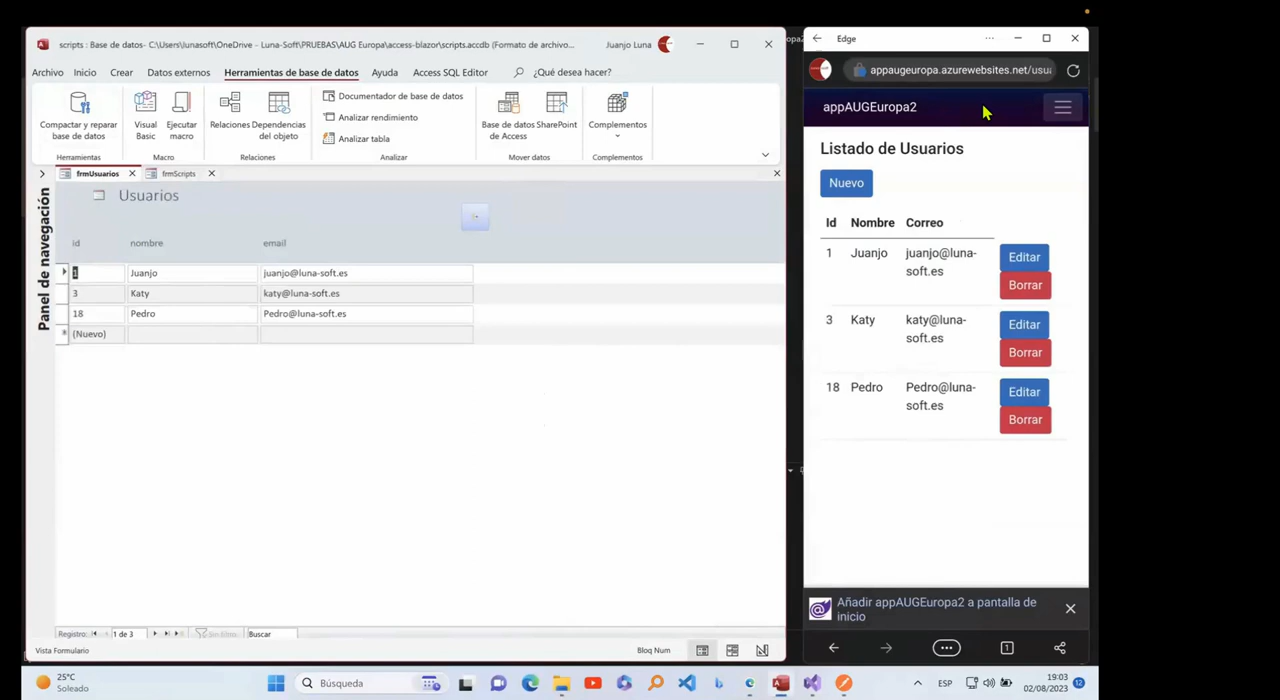 scripts : Base de datos- C:\Users\lunasoft\OneDrive - Luna-Soft\PRUEBAS\AUG Europa\access-blazor\scripts.accdb (Formato de archivo...
Juanjo Luna
Archivo
Inicio
Crear
Datos externos
Herramientas de base de datos
Ayuda
Access SQL Editor
¿Qué desea hacer?
Compactar y reparar
base de datos
Herramientas
Visual
Basic
Ejecutar
macro
Macro
Relaciones
Dependencias
del objeto
Relaciones
Documentador de base de datos
Analizar rendimiento
Analizar tabla
Analizar
Base de datos
de Access
SharePoint
Mover datos
Complementos
Complementos
frmUsuarios
frmScripts
Panel de navegación
Usuarios
id nombre email
1 Juanjo juanjo@luna-soft.es
3 Katy katy@luna-soft.es
18 Pedro Pedro@luna-soft.es
(Nuevo)
Registro: 1 de 3 Sin filtro Buscar
Vista Formulario
Bloq Num
Edge
appaugeuropa.azurewebsites.net/usua
appAUGEuropa2
Listado de Usuarios
Nuevo
Id Nombre Correo
1 Juanjo juanjo@luna-
soft.es
Editar
Borrar
3 Katy katy@luna-
soft.es
Editar
Borrar
18 Pedro Pedro@luna-
soft.es
Editar
Borrar
Añadir appAUGEuropa2 a pantalla de
inicio
1
25°C
Soleado
Búsqueda
ESP
19:03
02/08/2023
12